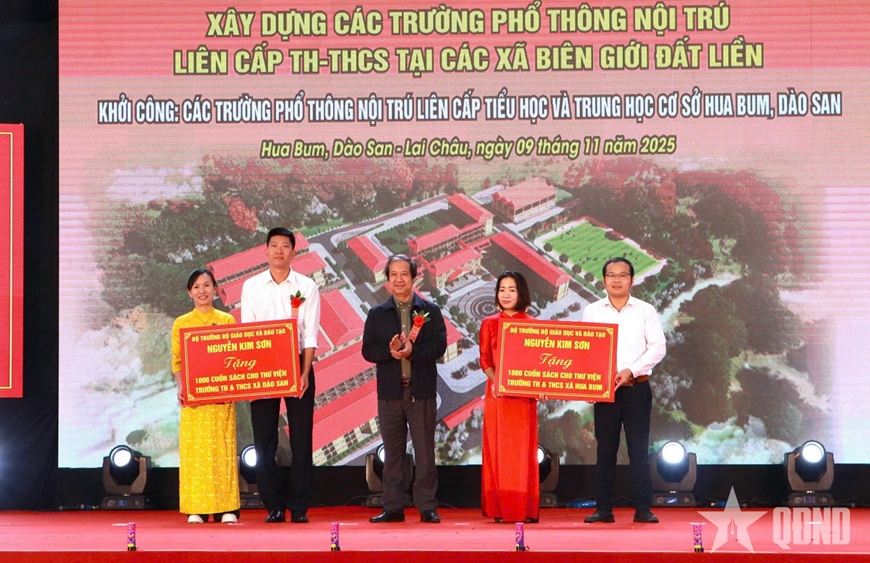 XÂY DỰNG CÁC TRƯỜNG PHỔ THÔNG NỘI TRÚ
LIÊN CẤP TH-THCS TẠI CÁC XÃ BIÊN GIỚI ĐẤT LIỀN
KHỞI CÔNG: CÁC TRƯỜNG PHỔ THÔNG NỘI TRÚ LIÊN CẤP TIỂU HỌC VÀ TRUNG HỌC CƠ SỞ HUA BUM, DÀO SAN
Hua Bum, Dào San - Lai Châu, ngày 09 tháng 11 năm 2025
BỘ TRƯỞNG BỘ GIÁO DỤC VÀ ĐÀO TẠO
NGUYỄN KIM SƠN
Tặng
1000 CUỐN SÁCH CHO THƯ VIỆN
TRƯỜNG TH & THCS XÃ DÀO SAN
BỘ TRƯỞNG BỘ GIÁO DỤC VÀ ĐÀO TẠO
NGUYỄN KIM SƠN
Tặng
1000 CUỐN SÁCH CHO THƯ VIỆN
TRƯỜNG TH & THCS XÃ HUA BUM
QĐND